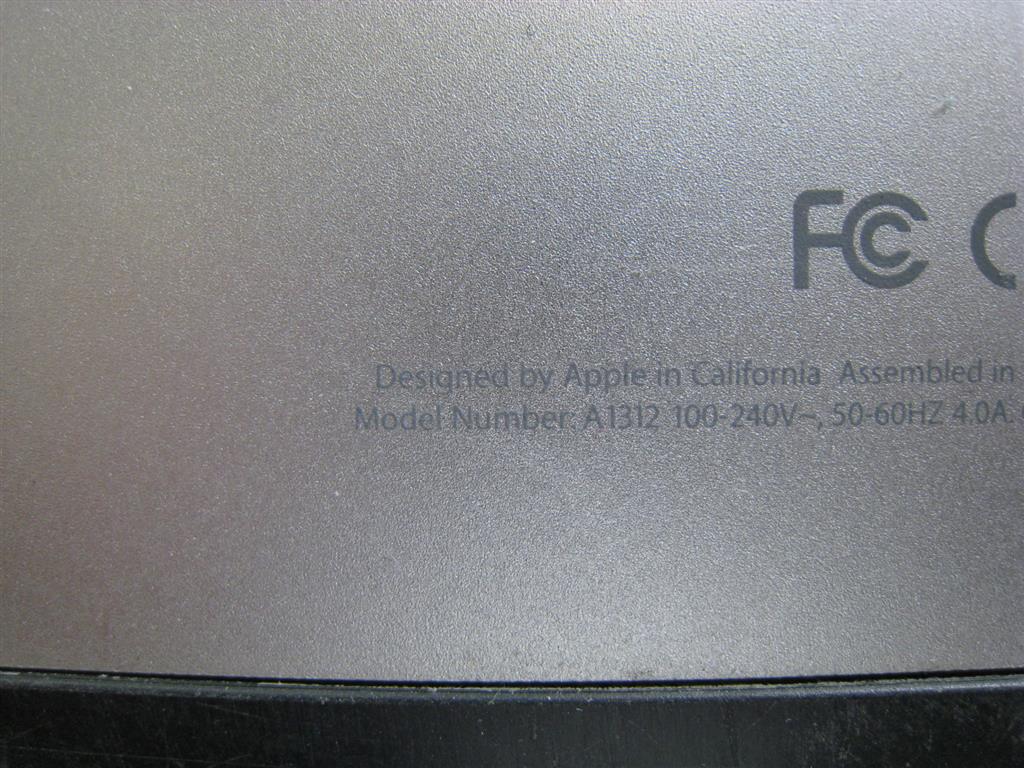 FC C
Designed by Apple in California Assembled in
Model Number: A1312 100-240V~, 50-60HZ 4.0A.